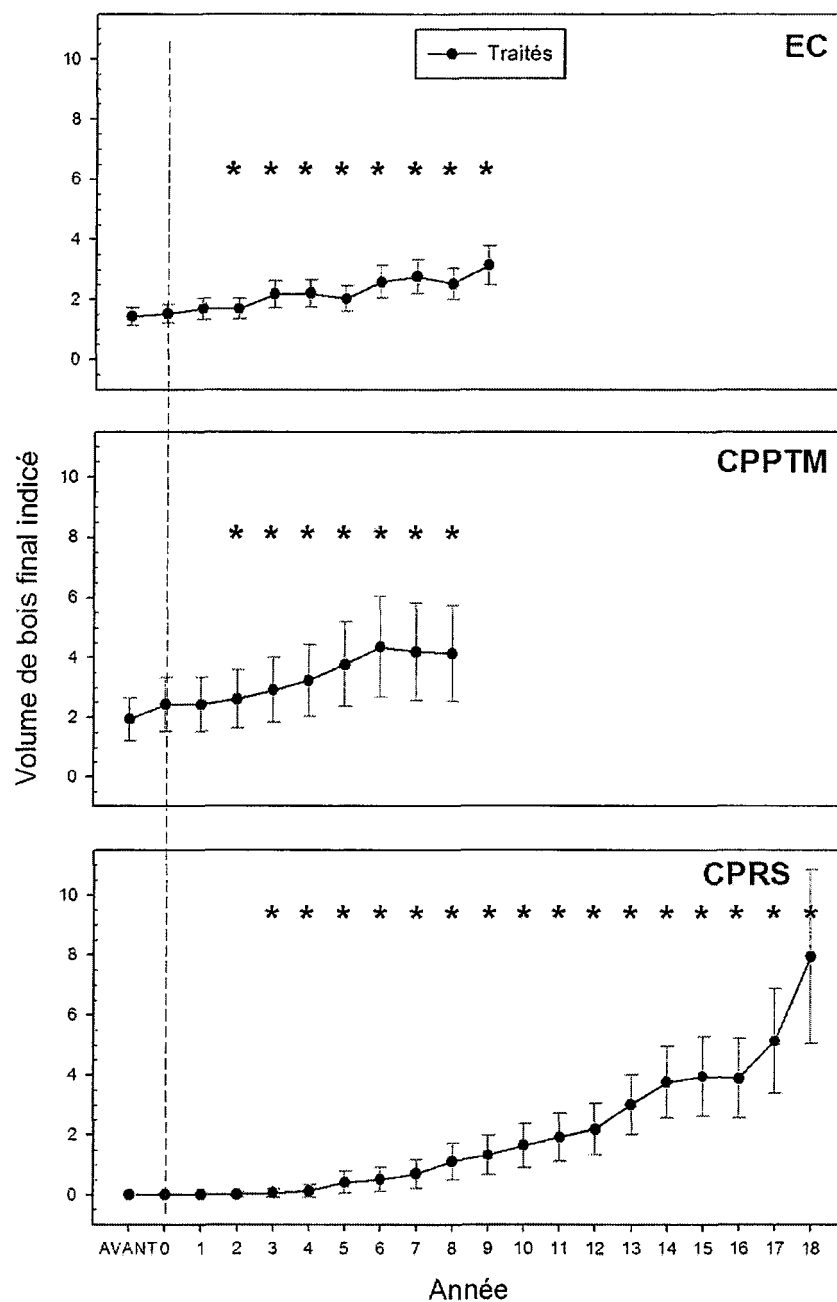 EC
Traités
10
8
6
4
2
0
* * * * * * * *
CPPTM
10
8
6
4
2
0
* * * * * * *
Volume de bois final indicé
CPRS
10
8
6
4
2
0
* * * * * * * * * * * * * * * *
AVANT 0 1 2 3 4 5 6 7 8 9 10 11 12 13 14 15 16 17 18
Année